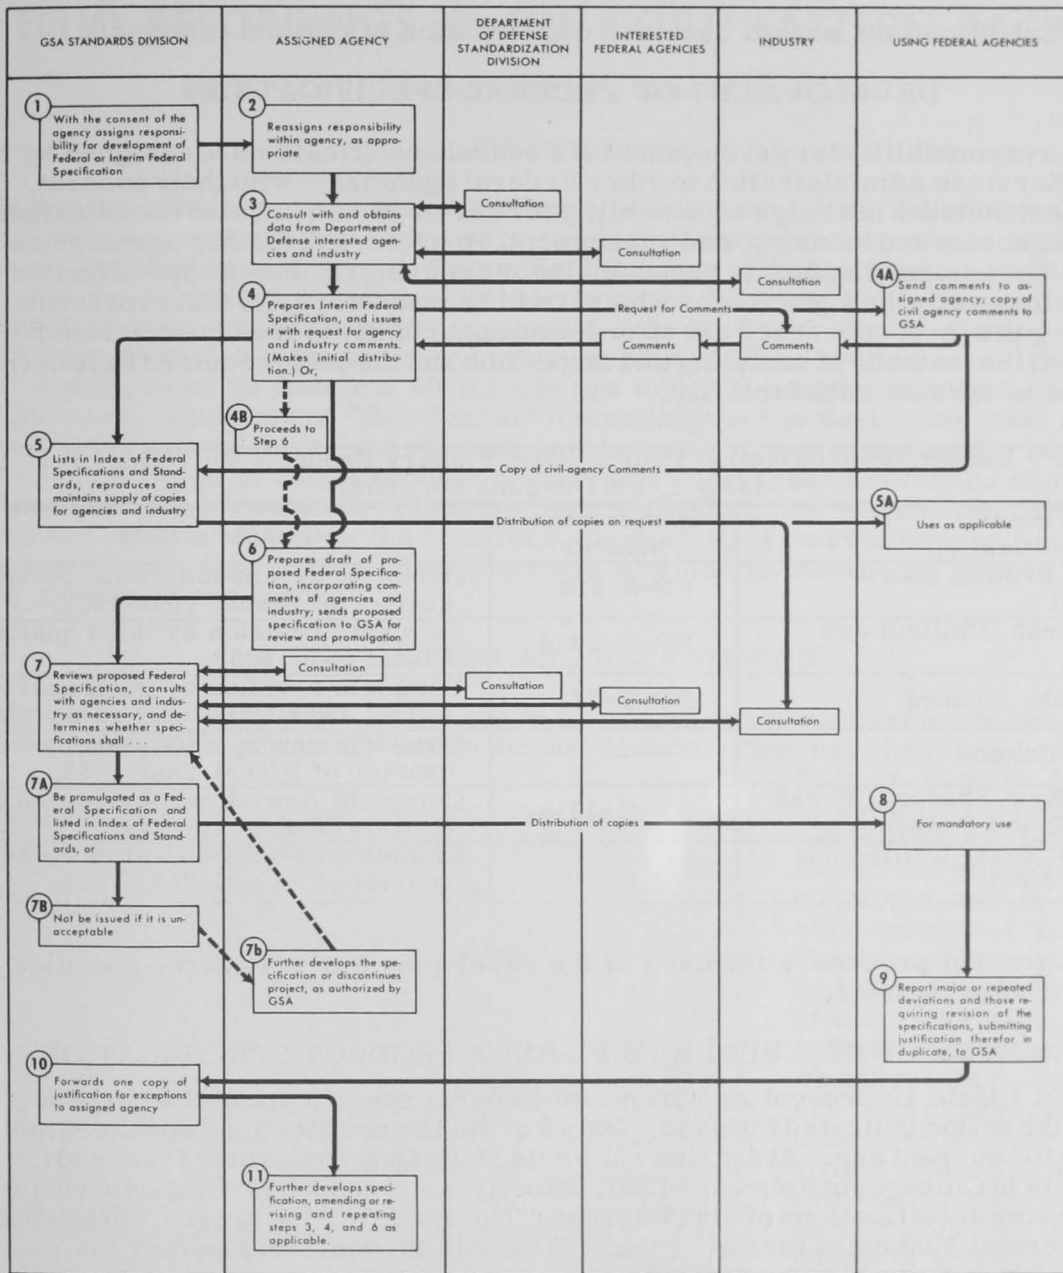 GSA STANDARDS DIVISION
ASSIGNED AGENCY
DEPARTMENT
OF DEFENSE
STANDARDIZATION
DIVISION
INTERESTED
FEDERAL AGENCIES
INDUSTRY
USING FEDERAL AGENCIES
1
With the consent of the
agency assigns responsi-
bility for development of
Federal or Interim Federal
Specification
2
Reassigns responsibility
within agency, as appro
priate
3
Consult with and obtains
data from Department of
Defense interested agen-
cies and industry
Consultation
Consultation
Consultation
4
Prepares Interim Federal
Specification, and issues
it with request for agency
and industry comments.
(Makes initial distribu-
tion.) Or,
Request for Comments
Comments
Comments
4A
Send comments to as-
signed agency; copy of
civil agency comments to
GSA
4B
Proceeds to
Step 6
5
Lists in Index of Federal
Specifications and Stand-
ards, reproduces and
maintains supply of copies
for agencies and industry
Copy of civil-agency Comments
Distribution of copies on request
5A
Uses as applicable
6
Prepares draft of pro-
posed Federal Specifica-
tion, incorporating com-
ments of agencies and
industry; sends proposed
specification to GSA for
review and promulgation
7
Reviews proposed Federal
Specification, consults
with agencies and indus-
try as necessary, and de-
termines whether speci-
fications shall
Consultation
Consultation
Consultation
Consultation
7A
Be promulgated as a Fed-
eral Specification and
listed in Index of Federal
Specifications and Stand-
ards, or
Distribution of copies
8
For mandatory use
7B
Not be issued if it is un-
acceptable
7b
Further develops the spe-
cification or discontinues
project, as authorized by
GSA
9
Report major or repeated
deviations and those re-
quiring revision of the
specifications, submitting
justification therefor in
duplicate, to GSA
10
Forwards one copy of
justification for exceptions
to assigned agency
11
Further develops speci-
fication, amending or re-
vising and repeating
steps 3, 4, and 6 as
applicable.